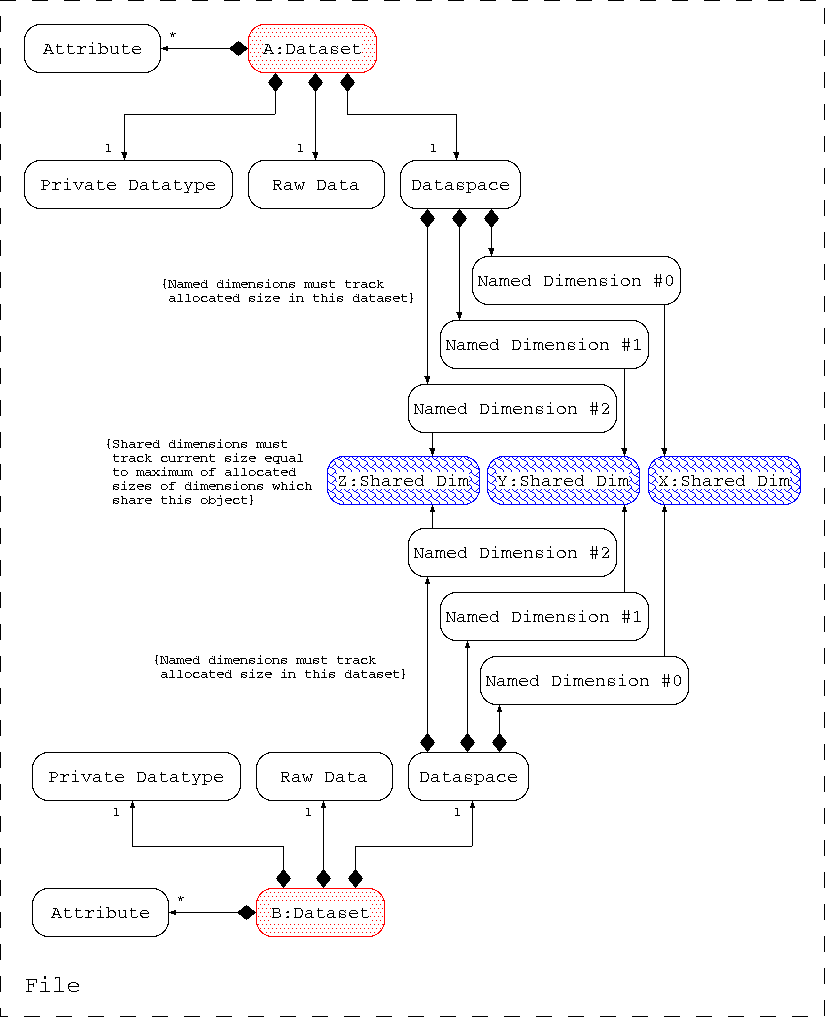 *
Attribute
A:Dataset
1
1
1
Private Datatype
Raw Data
Dataspace
Named Dimension #0
{Named dimensions must track
allocated size in this dataset}
Named Dimension #1
Named Dimension #2
{Shared dimensions must
track current size equal
to maximum of allocated
sizes of dimensions which
share this object}
Z:Shared Dim
Y:Shared Dim
X:Shared Dim
Named Dimension #2
Named Dimension #1
{Named dimensions must track
allocated size in this dataset}
Named Dimension #0
Private Datatype
Raw Data
Dataspace
1
1
1
*
Attribute
B:Dataset
File